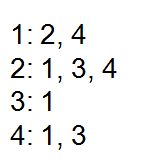 1: 2, 4
2: 1, 3, 4
3: 1
4: 1, 3